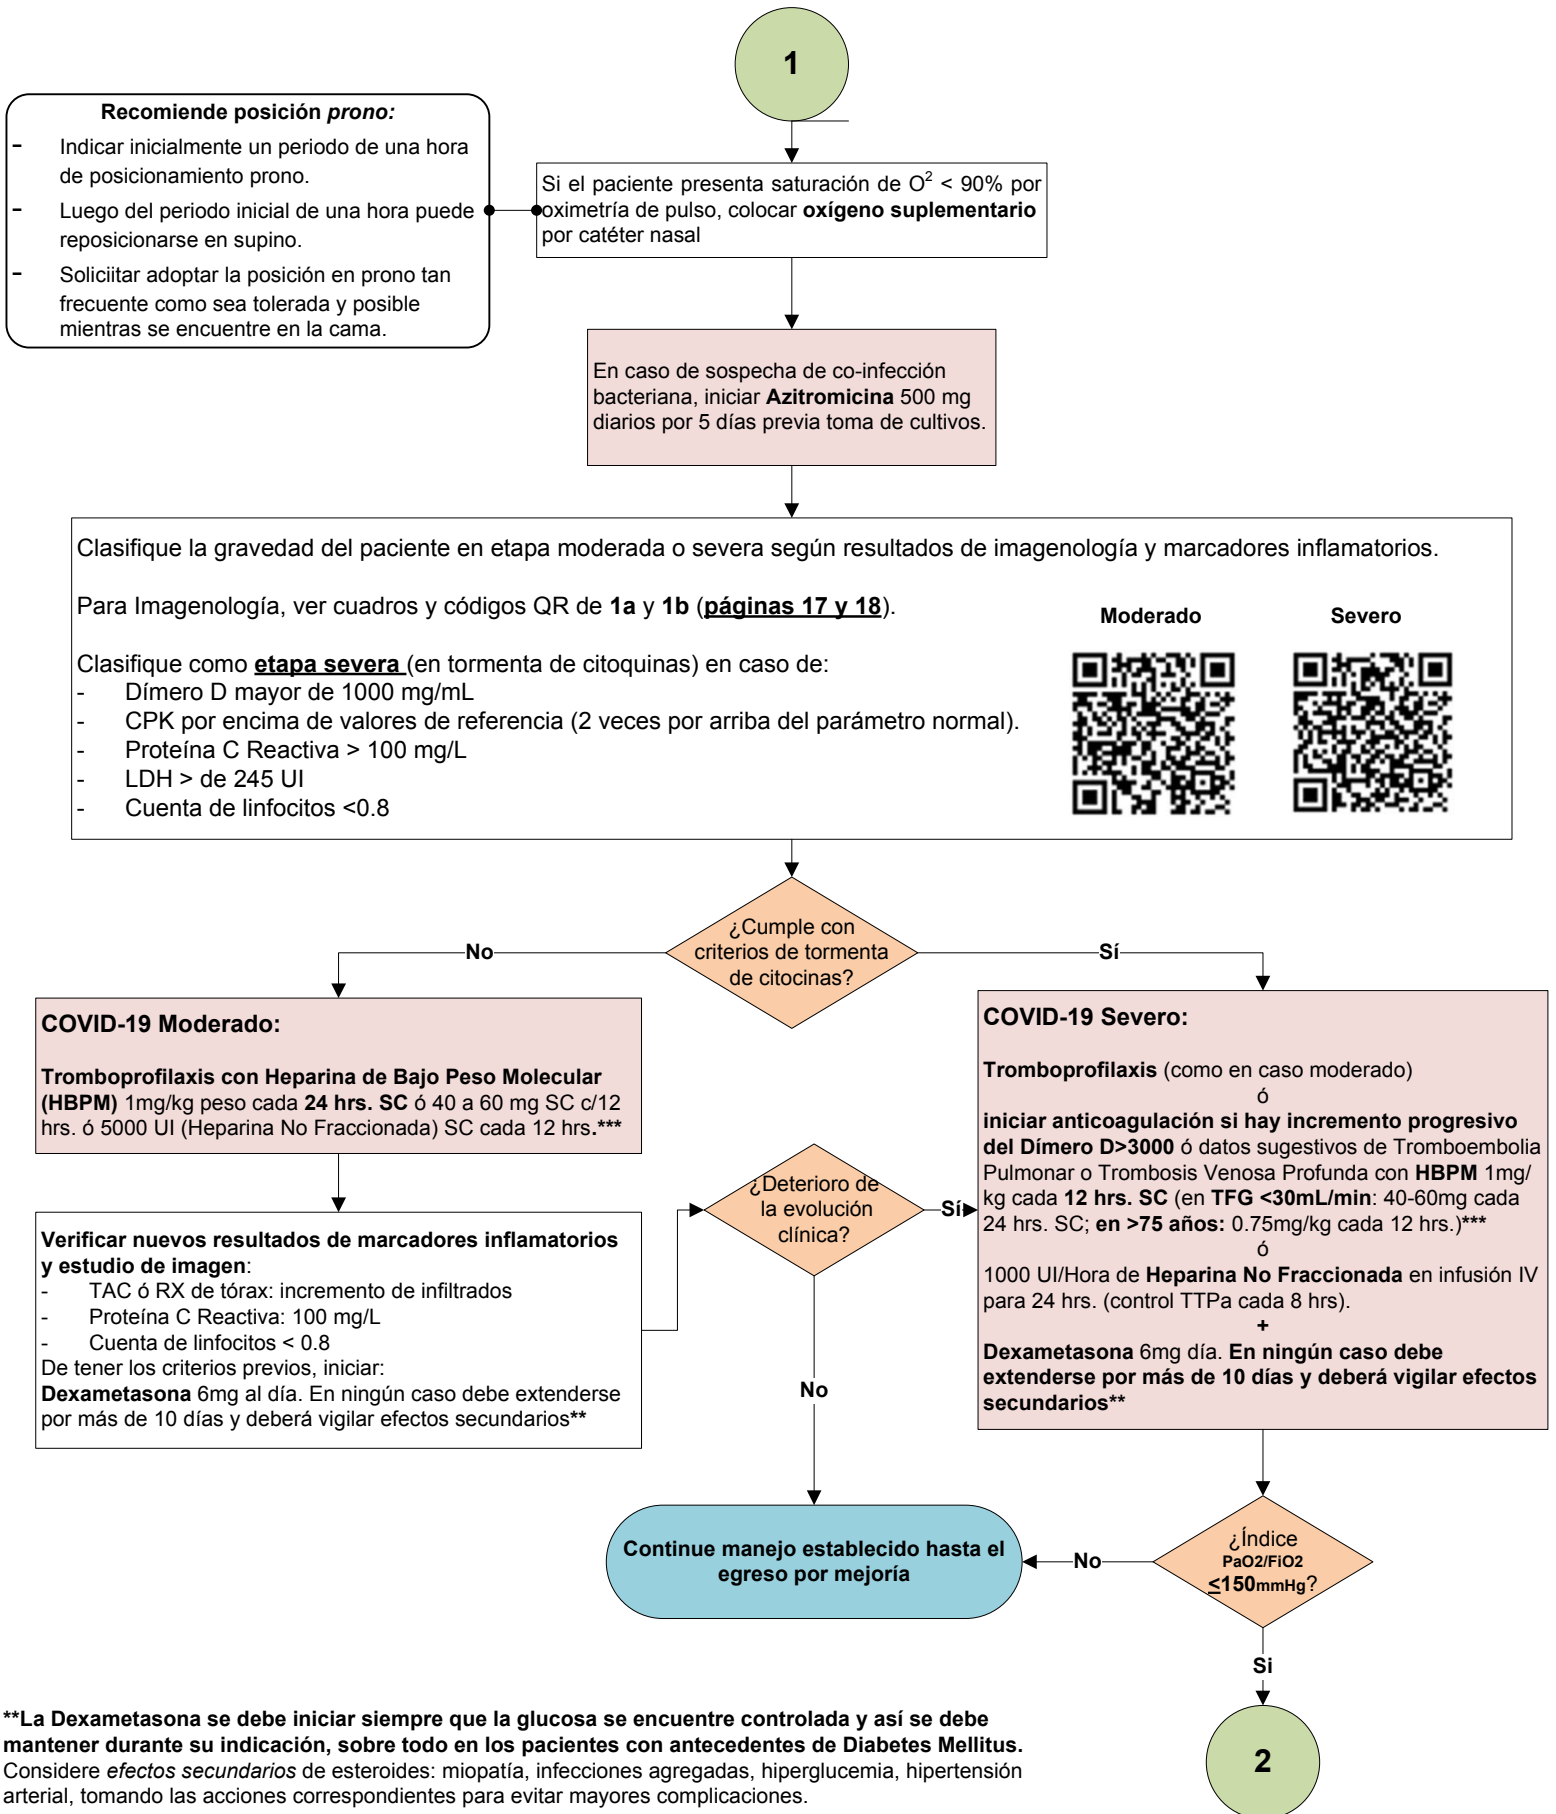 1
Recomiende posición prono:
- Indicar inicialmente un periodo de una hora
de posicionamiento prono.
- Luego del periodo inicial de una hora puede
reposicionarse en supino.
- Soliciitar adoptar la posición en prono tan
frecuente como sea tolerada y posible
mientras se encuentre en la cama.
Si el paciente presenta saturación de O² < 90% por
oximetría de pulso, colocar oxígeno suplementario
por catéter nasal
En caso de sospecha de co-infección
bacteriana, iniciar Azitromicina 500 mg
diarios por 5 días previa toma de cultivos.
Clasifique la gravedad del paciente en etapa moderada o severa según resultados de imagenología y marcadores inflamatorios.
Para Imagenología, ver cuadros y códigos QR de 1a y 1b (páginas 17 y 18).
Moderado
Severo
Clasifique como etapa severa (en tormenta de citoquinas) en caso de:
- Dímero D mayor de 1000 mg/mL
- CPK por encima de valores de referencia (2 veces por arriba del parámetro normal).
- Proteína C Reactiva > 100 mg/L
- LDH > de 245 UI
- Cuenta de linfocitos <0.8
¿Cumple con
criterios de tormenta
de citocinas?
No
Sí
COVID-19 Moderado:
Tromboprofilaxis con Heparina de Bajo Peso Molecular
(HBPM) 1mg/kg peso cada 24 hrs. SC ó 40 a 60 mg SC c/12
hrs. ó 5000 UI (Heparina No Fraccionada) SC cada 12 hrs.***
Verificar nuevos resultados de marcadores inflamatorios
y estudio de imagen:
- TAC ó RX de tórax: incremento de infiltrados
- Proteína C Reactiva: 100 mg/L
- Cuenta de linfocitos < 0.8
De tener los criterios previos, iniciar:
Dexametasona 6mg al día. En ningún caso debe extenderse
por más de 10 días y deberá vigilar efectos secundarios**
¿Deterioro de
la evolución
clínica?
Sí
No
COVID-19 Severo:
Tromboprofilaxis (como en caso moderado)
ó
iniciar anticoagulación si hay incremento progresivo
del Dímero D>3000 ó datos sugestivos de Tromboembolia
Pulmonar o Trombosis Venosa Profunda con HBPM 1mg/
kg cada 12 hrs. SC (en TFG <30mL/min: 40-60mg cada
24 hrs. SC; en >75 años: 0.75mg/kg cada 12 hrs.)***
ó
1000 UI/Hora de Heparina No Fraccionada en infusión IV
para 24 hrs. (control TTPa cada 8 hrs).
+
Dexametasona 6mg día. En ningún caso debe
extenderse por más de 10 días y deberá vigilar efectos
secundarios**
Continue manejo establecido hasta el
egreso por mejoría
No
¿Índice
PaO2/FiO2
≤150mmHg?
Si
2
**La Dexametasona se debe iniciar siempre que la glucosa se encuentre controlada y así se debe
mantener durante su indicación, sobre todo en los pacientes con antecedentes de Diabetes Mellitus.
Considere efectos secundarios de esteroides: miopatía, infecciones agregadas, hiperglucemia, hipertensión
arterial, tomando las acciones correspondientes para evitar mayores complicaciones.